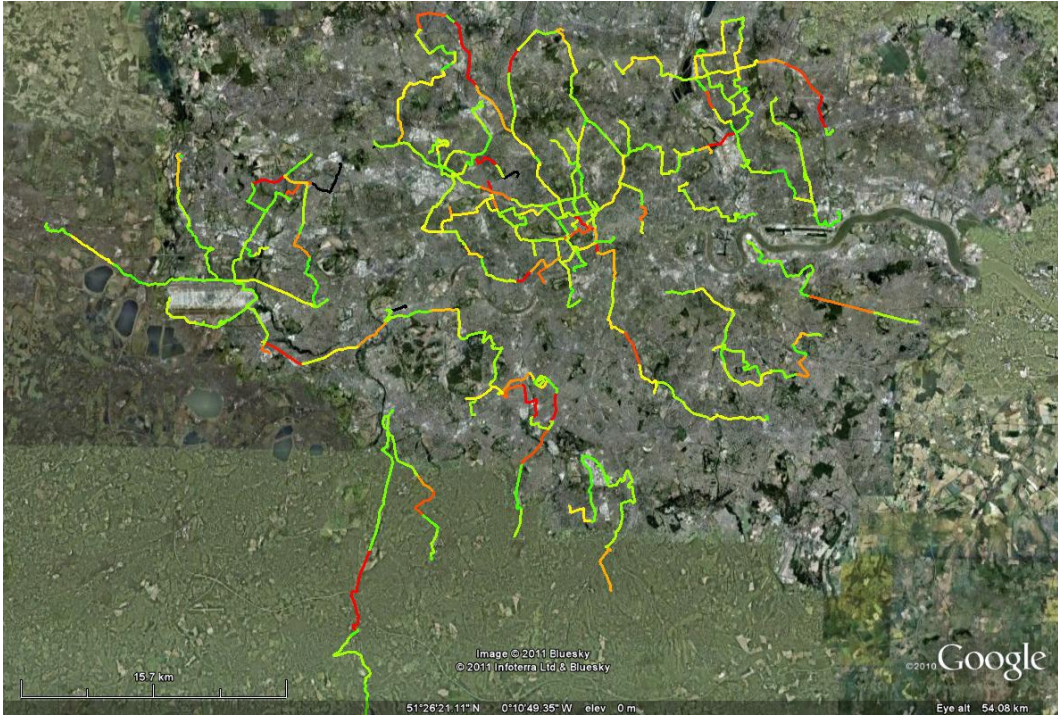 Image © 2011 Bluesky
© 2011 Infoterra Ltd & Bluesky
©2010 Google
15.7 km
51°26'21.11" N 0°10'49.35" W elev 0 m
Eye alt 54.08 km